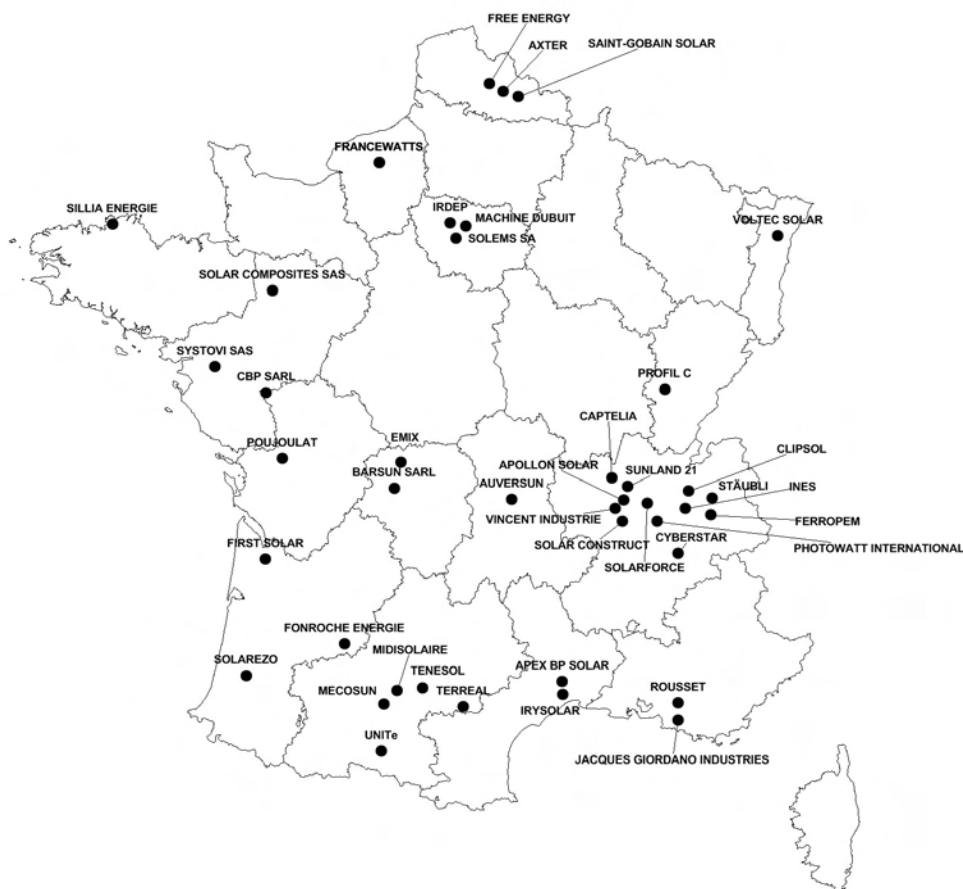 FREE ENERGY
AXTER
SAINT-GOBAIN SOLAR
FRANCEWATTS
SILLIA ENERGIE
IRDEP
MACHINE DUBUIT
VOLTEC SOLAR
SOLEMS SA
SOLAR COMPOSITES SAS
SYSTOVI SAS
CBP SARL
PROFIL C
CAPTELIA
POUJOULAT
EMIX
CLIPSOL
BARSUN SARL
APOLLON SOLAR
SUNLAND 21
AUVERSUN
STÄUBLI
INES
VINCENT INDUSTRIE
FERROPEM
FIRST SOLAR
SOLAR CONSTRUCT
CYBERSTAR
PHOTOWATT INTERNATIONAL
SOLARFORCE
FONROCHE ENERGIE
MIDISOLAIRE
SOLAREZO
TENESOL
APEX BP SOLAR
MECOSUN
TERREAL
ROUSSET
IRYSOLAR
UNITe
JACQUES GIORDANO INDUSTRIES